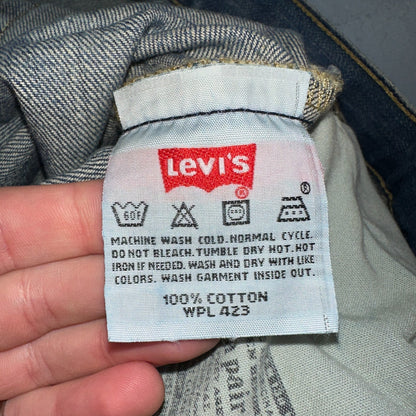 LEVI'S
®
®
60F
MACHINE WASH COLD. NORMAL CYCLE.
DO NOT BLEACH. TUMBLE DRY HOT. HOT
IRON IF NEEDED. WASH AND DRY WITH LIKE
COLORS. WASH GARMENT INSIDE OUT.
100% COTTON
WPL 423
pair